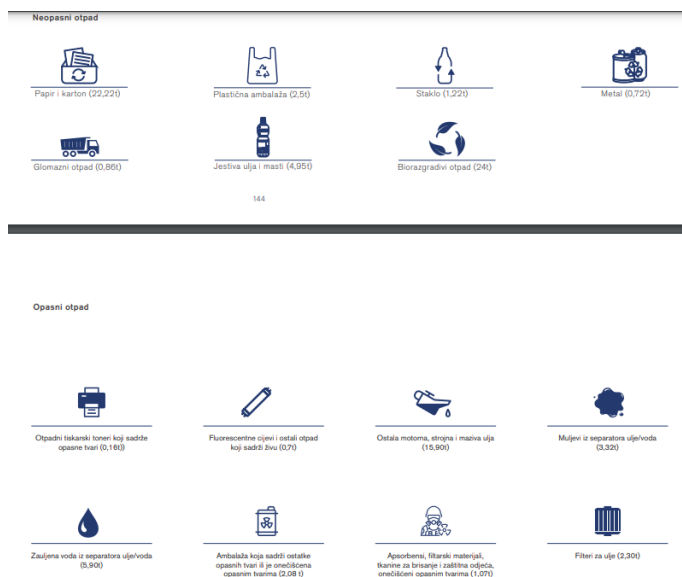 Neopasni otpad
Papir i karton (22,22t)
Plastična ambalaža (2,5t)
Staklo (1,22t)
Metal (0,72t)
Glomazni otpad (0,86t)
Jestiva ulja i masti (4,95t)
Biorazgradivi otpad (24t)
144
Opasni otpad
Otpadni tiskarski toneri koji sadrže
opasne tvari (0,16t))
Fluorescentne cijevi i ostali otpad
koji sadrži živu (0,7t)
Ostala motorna, strojna i maziva ulja
(15,90t)
Muljevi iz separatora ulje/voda
(3,32t)
Zauljena voda iz separatora ulje/voda
(5,90t)
Ambalaža koja sadrži ostatke
opasnih tvari ili je onečišćena
opasnim tvarima (2,08 t)
Apsorbensi, filtarski materijali,
tkanine za brisanje i zaštitna odjeća,
onečišćeni opasnim tvarima (1,07t)
Filteri za ulje (2,30t)